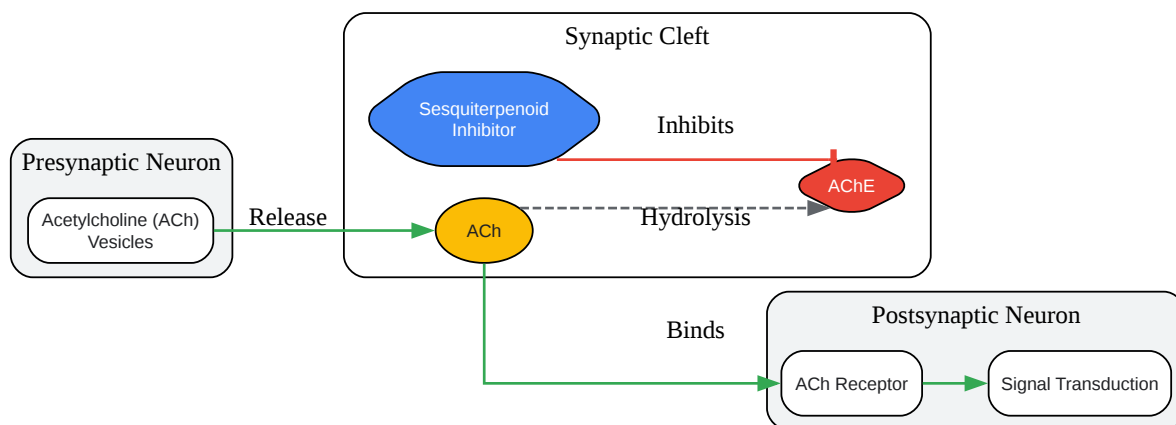 Synaptic Cleft
Sesquiterpenoid
Inhibitor
Inhibits
Presynaptic Neuron
AChE
Acetylcholine (ACh)
Vesicles
Release
ACh
Hydrolysis
Binds
Postsynaptic Neuron
ACh Receptor
Signal Transduction